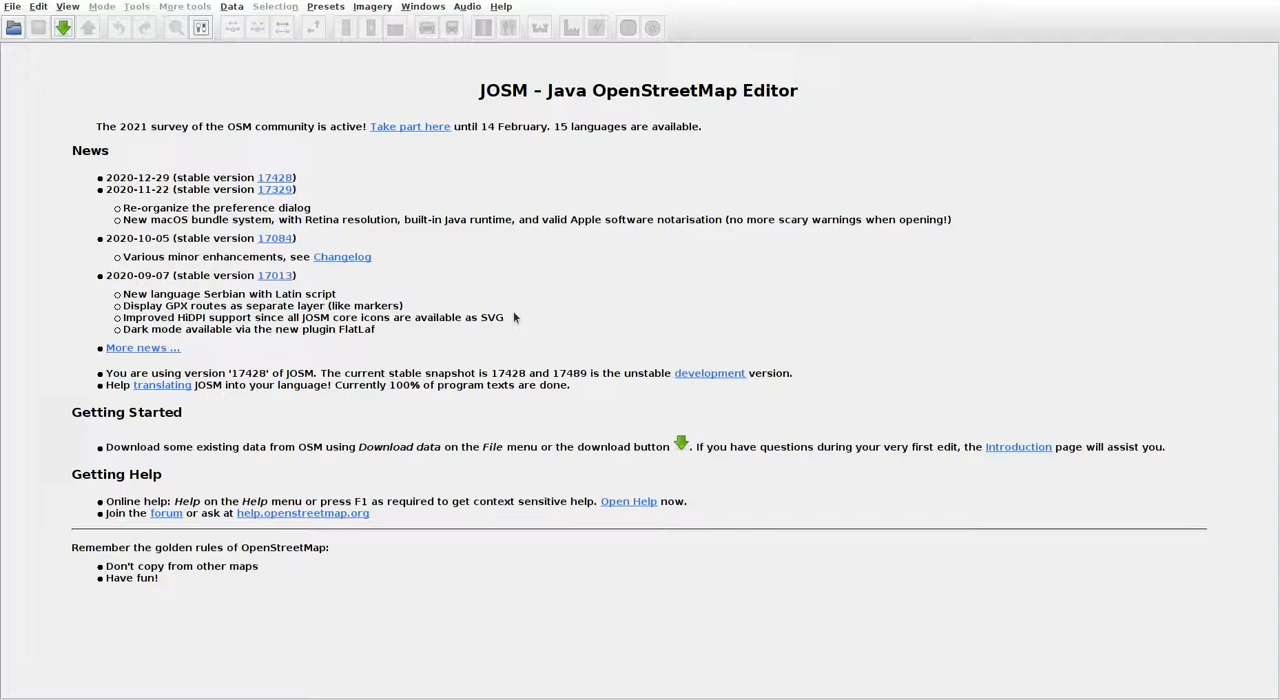 File Edit View Mode Tools More tools Data Selection Presets Imagery Windows Audio Help
JOSM – Java OpenStreetMap Editor
The 2021 survey of the OSM community is active! Take part here until 14 February. 15 languages are available.
News
2020-12-29 (stable version 17428)
2020-11-22 (stable version 17329)
Re-organize the preference dialog
New macOS bundle system, with Retina resolution, built-in Java runtime, and valid Apple software notarisation (no more scary warnings when opening!)
2020-10-05 (stable version 17084)
Various minor enhancements, see Changelog
2020-09-07 (stable version 17013)
New language Serbian with Latin script
Display GPX routes as separate layer (like markers)
Improved HiDPI support since all JOSM core icons are available as SVG
Dark mode available via the new plugin FlatLaf
More news ...
You are using version '17428' of JOSM. The current stable snapshot is 17428 and 17489 is the unstable development version.
Help translating JOSM into your language! Currently 100% of program texts are done.
Getting Started
Download some existing data from OSM using Download data on the File menu or the download button . If you have questions during your very first edit, the Introduction page will assist you.
Getting Help
Online help: Help on the Help menu or press F1 as required to get context sensitive help. Open Help now.
Join the forum or ask at help.openstreetmap.org
Remember the golden rules of OpenStreetMap:
Don't copy from other maps
Have fun!